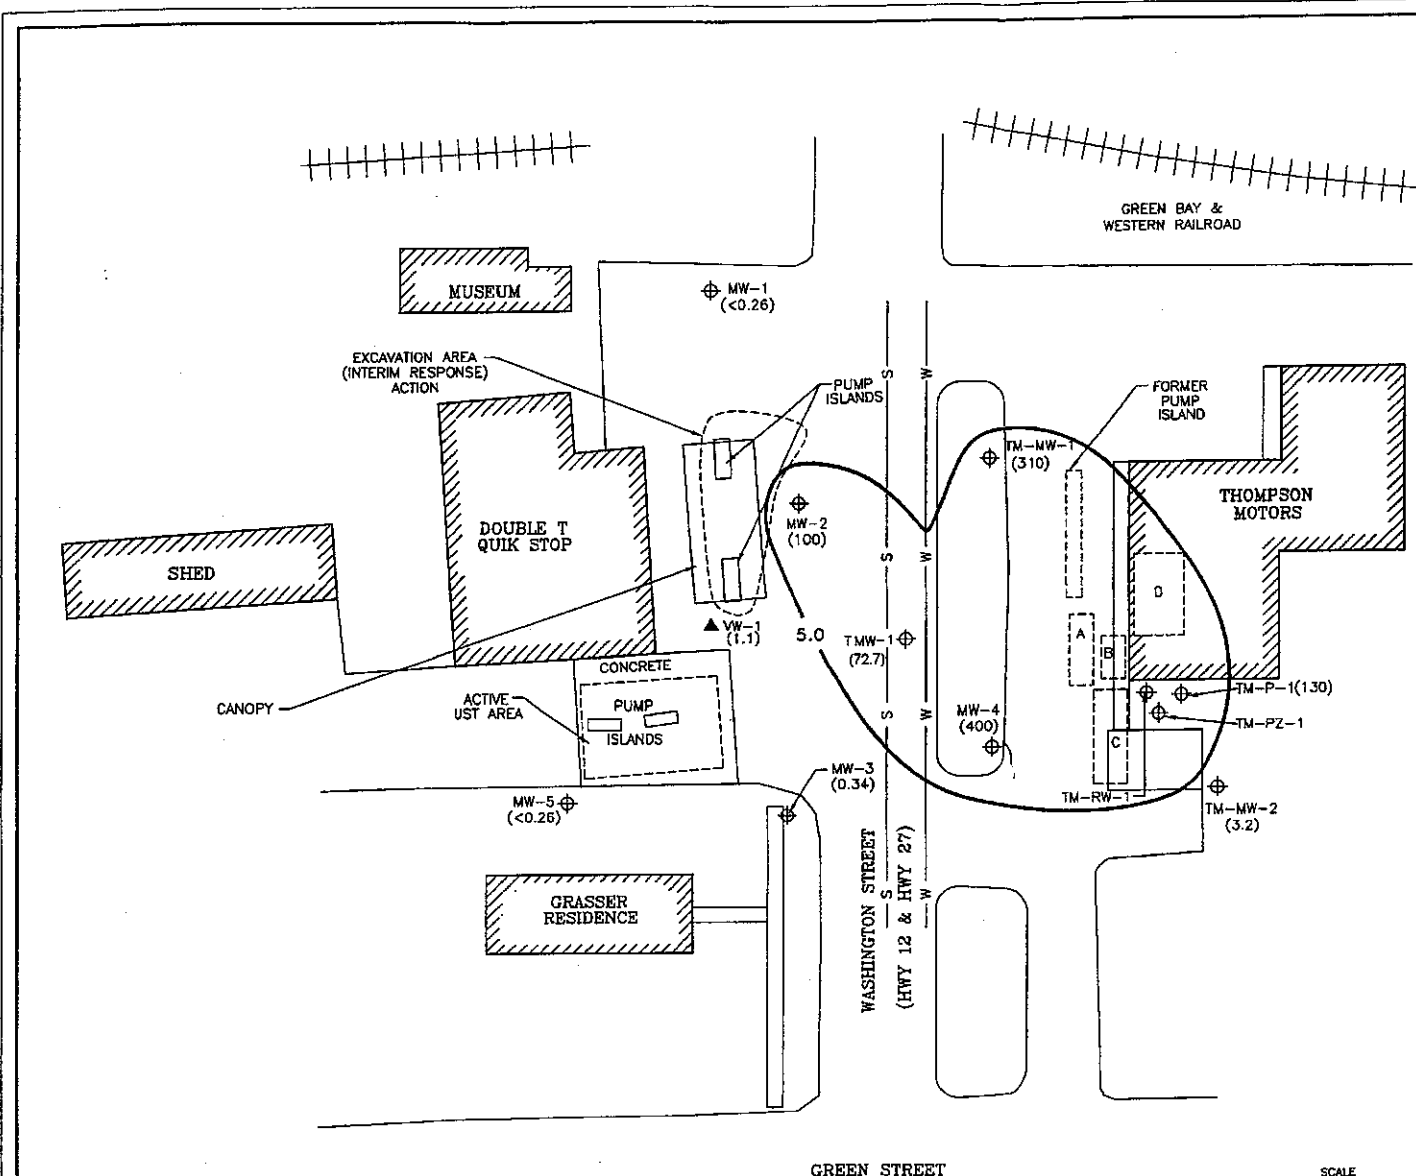 GREEN BAY &
WESTERN RAILROAD
MUSEUM
MW-1
(<0.26)
EXCAVATION AREA
(INTERIM RESPONSE)
ACTION
PUMP
ISLANDS
S
W
FORMER
PUMP
ISLAND
TM-MW-1
(310)
THOMPSON
MOTORS
DOUBLE T
QUIK STOP
MW-2
(100)
S
W
SHED
D
VW-1
(1.1)
5.0
TMW-1
(72.7)
A
B
CONCRETE
CANOPY
ACTIVE
UST AREA
PUMP
ISLANDS
TM-P-1(130)
TM-PZ-1
MW-4
(400)
S
W
C
MW-3
(0.34)
TM-RW-1
MW-5
(<0.26)
TM-MW-2
(3.2)
GRASSER
RESIDENCE
S
W
WASHINGTON STREET
(HWY 12 & HWY 27)
GREEN STREET
SCALE